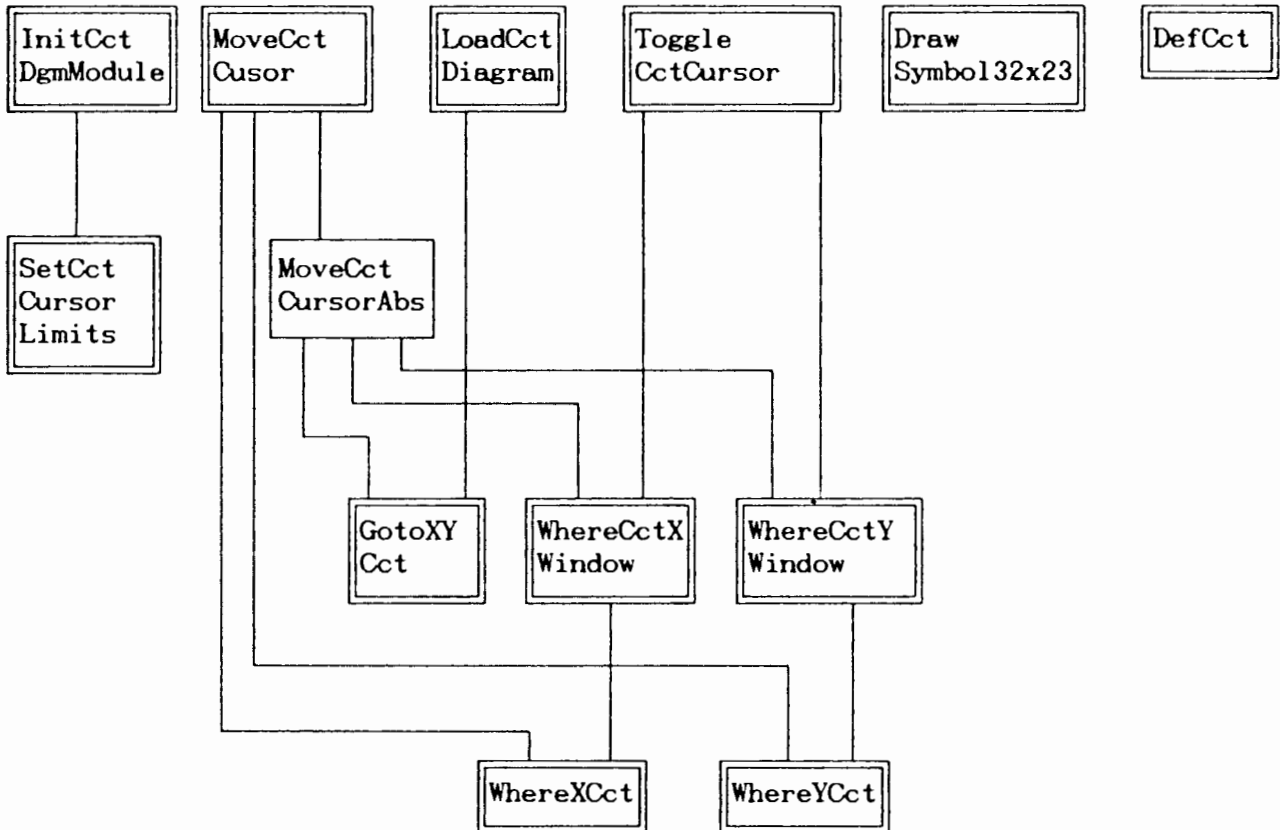 InitCct
DgmModule
MoveCct
Cusor
LoadCct
Diagram
Toggle
CctCursor
Draw
Symbol32x23
DefCct
SetCct
Cursor
Limits
MoveCct
CursorAbs
GotoXY
Cct
WhereCctX
Window
WhereCctY
Window
WhereXCct
WhereYCct